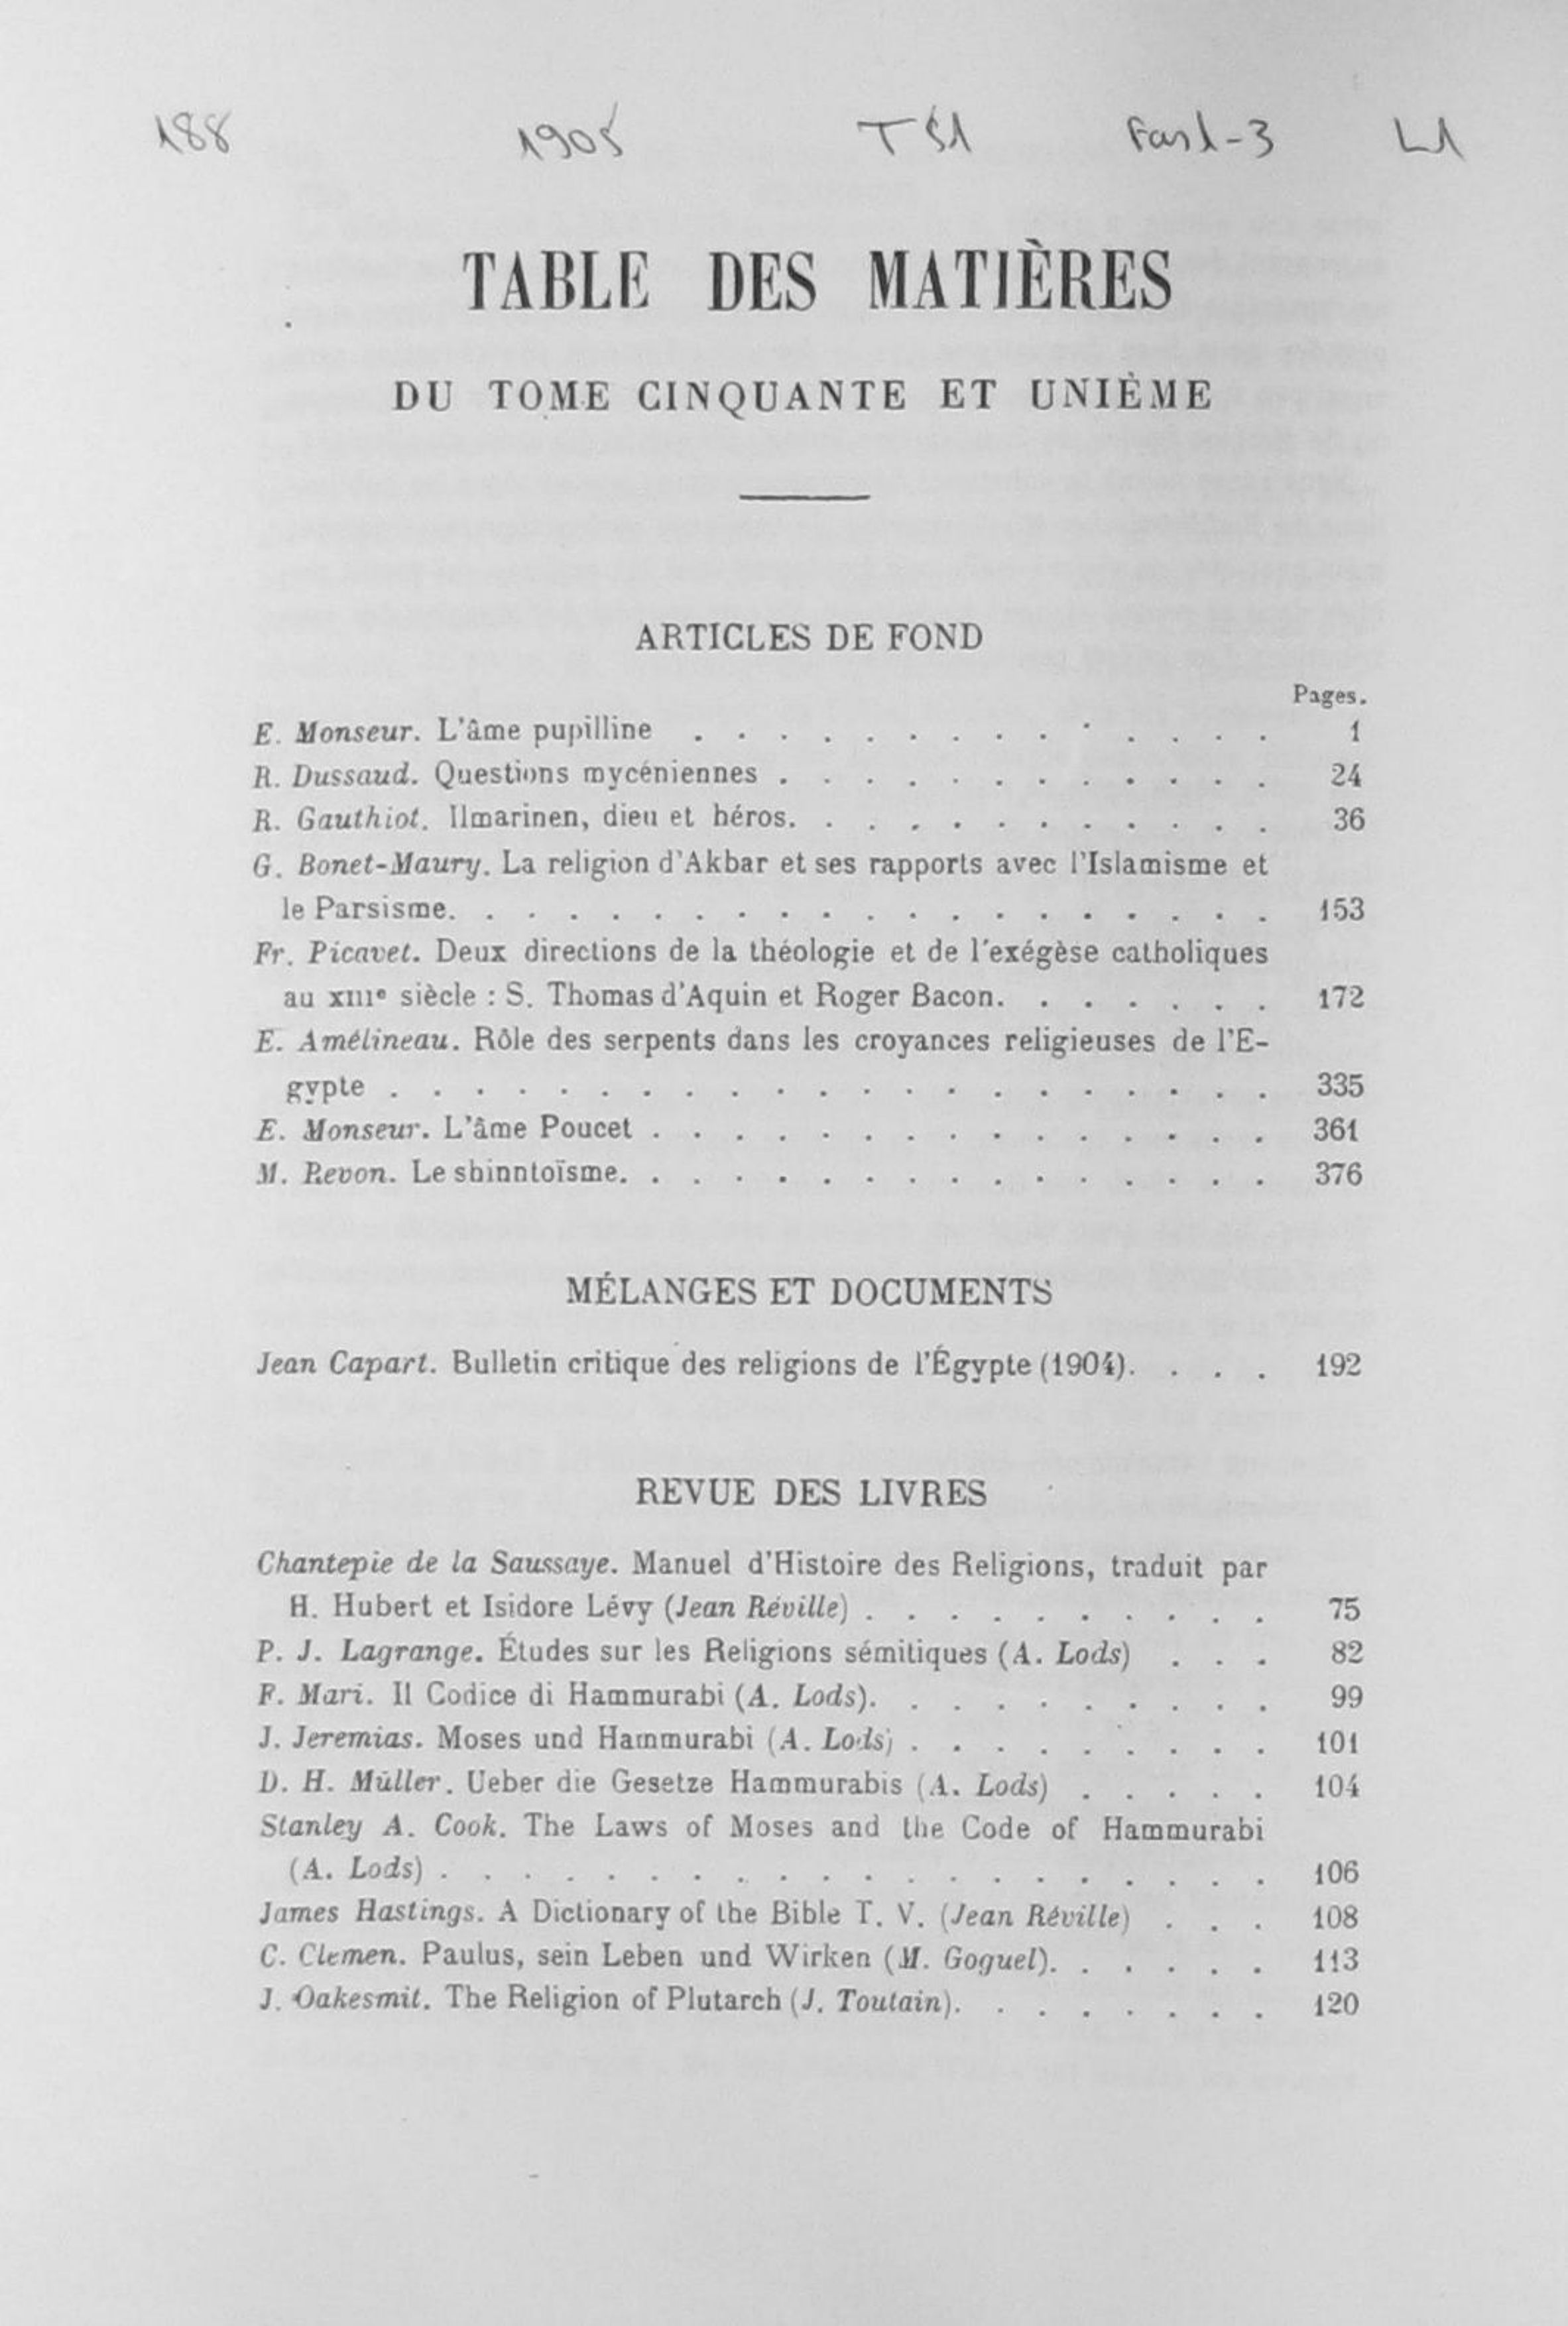 188 1905 T51 Fas1-3 L1
TABLE DES MATIÈRES
DU TOME CINQUANTE ET UNIÈME
ARTICLES DE FOND
Pages.
E. Monseur. L'âme pupilline . . . . . . . . . . . . . . 1
R. Dussaud. Questions mycéniennes . . . . . . . . . . . . 24
R. Gauthiot. Ilmarinen, dieu et héros. . . . . . . . . . . . 36
G. Bonet-Maury. La religion d'Akbar et ses rapports avec l'Islamisme et
le Parsisme. . . . . . . . . . . . . . . . . . . . 153
Fr. Picavet. Deux directions de la théologie et de l'exégèse catholiques
au XIIIe siècle : S. Thomas d'Aquin et Roger Bacon. . . . . . . 172
E. Amélineau. Rôle des serpents dans les croyances religieuses de l'E-
gypte . . . . . . . . . . . . . . . . . . . . . 335
E. Monseur. L'âme Poucet . . . . . . . . . . . . . . . 361
M. Revon. Le shinntoïsme. . . . . . . . . . . . . . . . 376
MÉLANGES ET DOCUMENTS
Jean Capart. Bulletin critique des religions de l'Égypte (1904). . . . 192
REVUE DES LIVRES
Chantepie de la Saussaye. Manuel d'Histoire des Religions, traduit par
H. Hubert et Isidore Lévy (Jean Réville) . . . . . . . . . . 75
P. J. Lagrange. Études sur les Religions sémitiques (A. Lods) . . . 82
F. Mari. Il Codice di Hammurabi (A. Lods). . . . . . . . . . 99
J. Jeremias. Moses und Hammurabi (A. Lods) . . . . . . . . . 101
D. H. Müller. Ueber die Gesetze Hammurabis (A. Lods) . . . . . 104
Stanley A. Cook. The Laws of Moses and the Code of Hammurabi
(A. Lods) . . . . . . . . . . . . . . . . . . . . 106
James Hastings. A Dictionary of the Bible T. V. (Jean Réville) . . . 108
C. Clemen. Paulus, sein Leben und Wirken (M. Goguel). . . . . . 113
J. Oakesmit. The Religion of Plutarch (J. Toutain). . . . . . . . 120